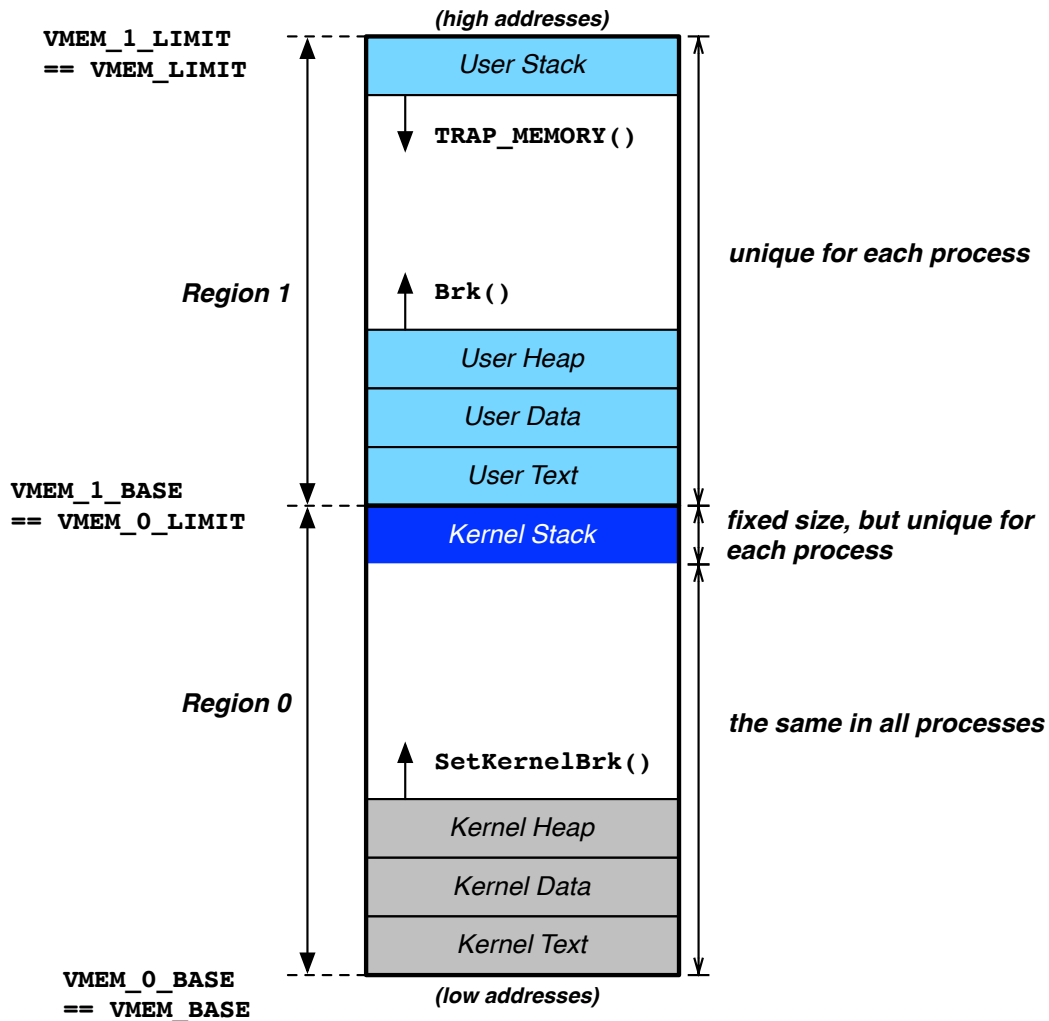 (high addresses)
VMEM_1_LIMIT
== VMEM_LIMIT
User Stack
TRAP_MEMORY()
unique for each process
Region 1
Brk()
User Heap
User Data
User Text
VMEM_1_BASE
== VMEM_0_LIMIT
Kernel Stack
fixed size, but unique for
each process
Region 0
the same in all processes
SetKernelBrk()
Kernel Heap
Kernel Data
Kernel Text
VMEM_0_BASE
== VMEM_BASE
(low addresses)